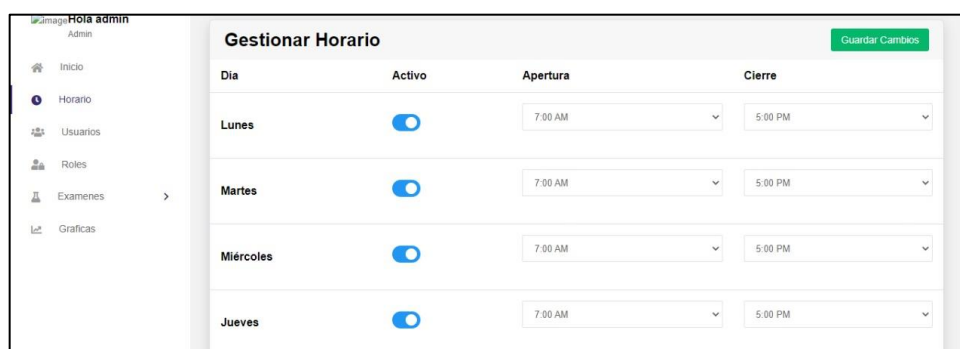 imageHola admin
Admin
Inicio
Horario
Usuarios
Roles
Examenes
Graficas
Gestionar Horario
Guardar Cambios
Dia Activo Apertura Cierre
Lunes 7:00 AM 5:00 PM
Martes 7:00 AM 5:00 PM
Miércoles 7:00 AM 5:00 PM
Jueves 7:00 AM 5:00 PM